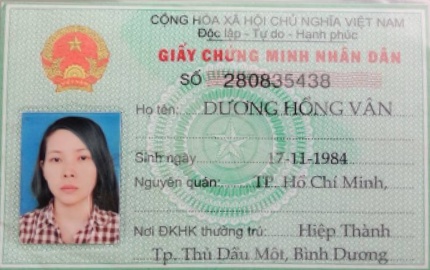 CỘNG HÒA XÃ HỘI CHỦ NGHĨA VIỆT NAM
Độc lập - Tự do - Hạnh phúc
GIẤY CHỨNG MINH NHÂN DÂN
SỐ 280835438
Họ tên: DƯƠNG HỒNG VÂN
Sinh ngày 17-11-1984
Nguyên quán: TP. Hồ Chí Minh,
Nơi ĐKHK thường trú: Hiệp Thành
Tp. Thủ Dầu Một, Bình Dương